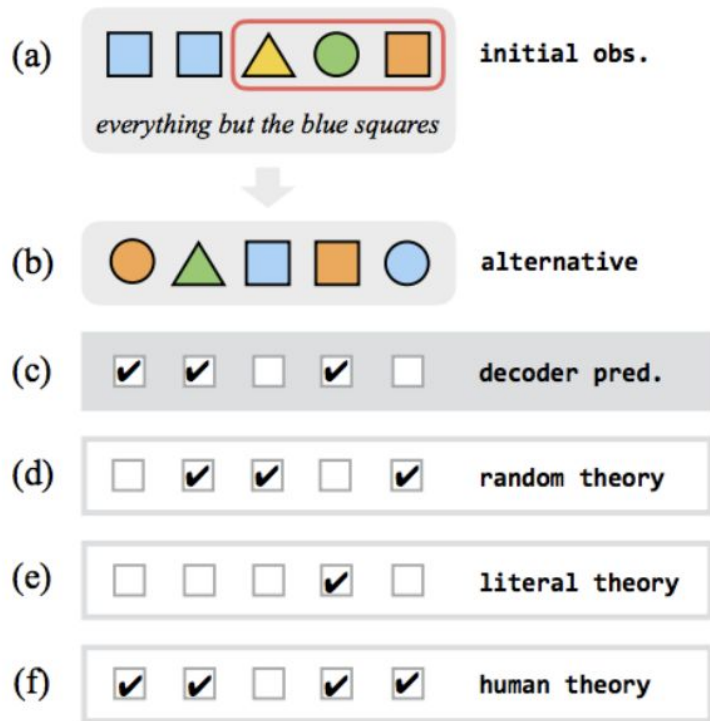 (a) initial obs.
everything but the blue squares
(b) alternative
(c) decoder pred.
(d) random theory
(e) literal theory
(f) human theory